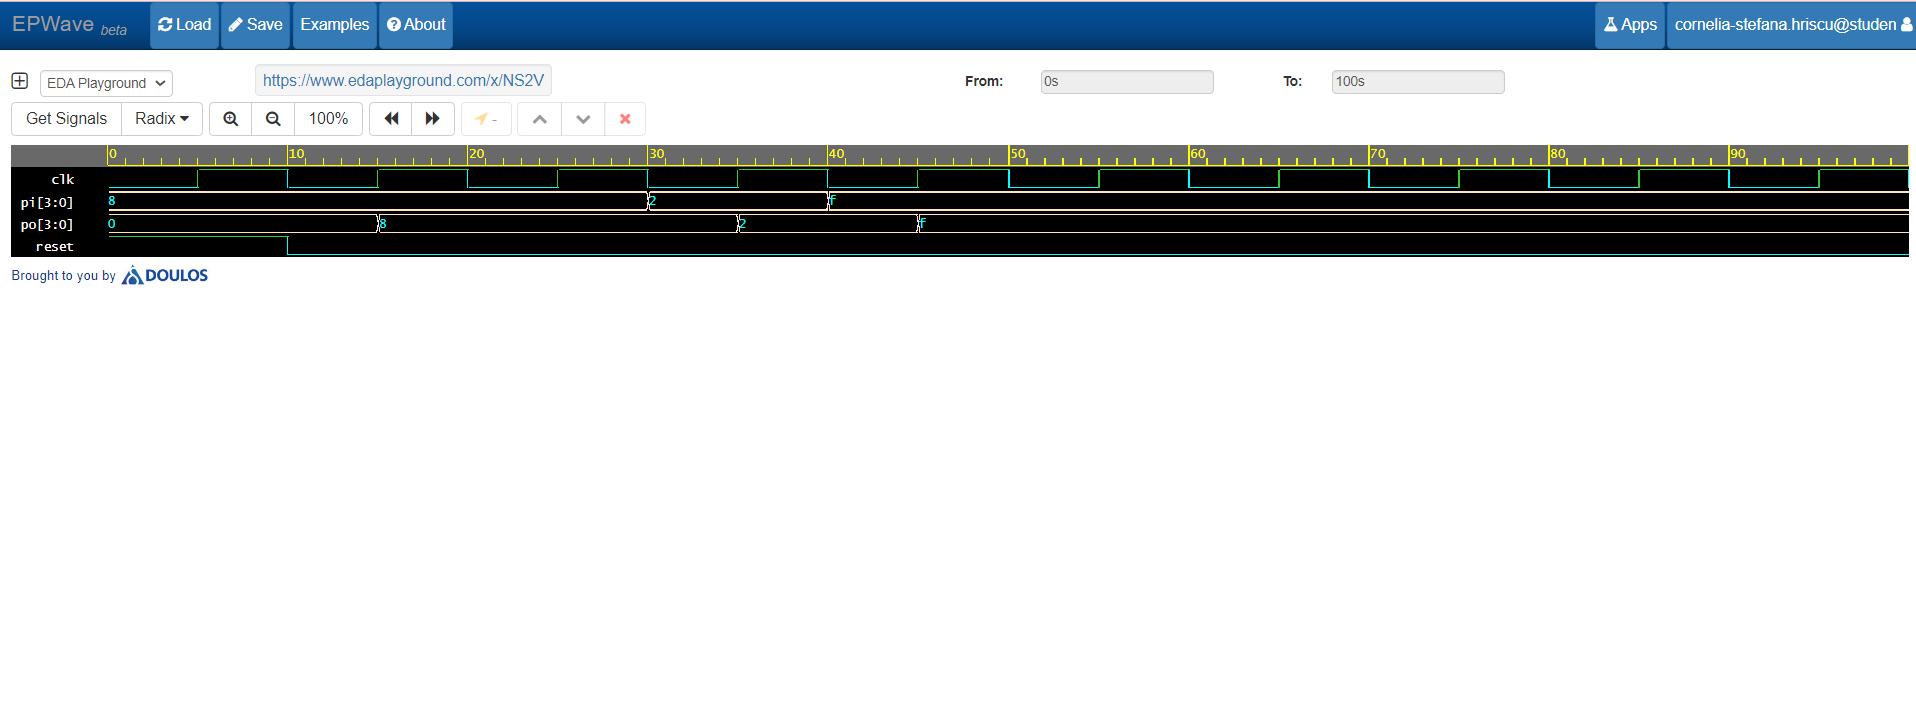 EPWave beta Load Save Examples About Apps cornelia-stefana.hriscu@studen
EDA Playground https://www.edaplayground.com/x/NS2V From: 0s To: 100s
Get Signals Radix 100% -
0 10 20 30 40 50 60 70 80 90
clk
pi[3:0] 8 2 f
po[3:0] 0 8 2 f
reset
Brought to you by DOULOS